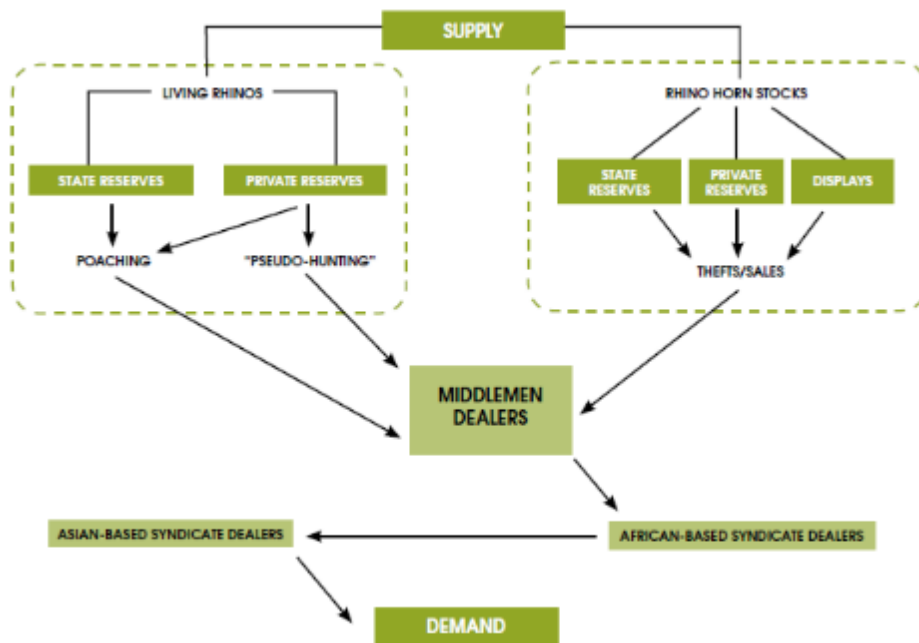 SUPPLY
LIVING RHINOS
RHINO HORN STOCKS
STATE RESERVES
PRIVATE RESERVES
STATE
RESERVES
PRIVATE
RESERVES
DISPLAYS
POACHING
"PSEUDO-HUNTING"
THEFTS/SALES
MIDDLEMEN
DEALERS
ASIAN-BASED SYNDICATE DEALERS
AFRICAN-BASED SYNDICATE DEALERS
DEMAND